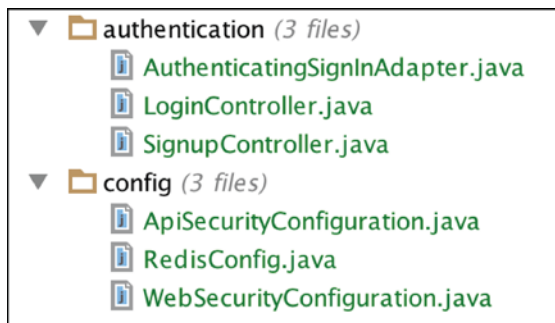 authentication (3 files)
AuthenticatingSignInAdapter.java
LoginController.java
SignupController.java
config (3 files)
ApiSecurityConfiguration.java
RedisConfig.java
WebSecurityConfiguration.java